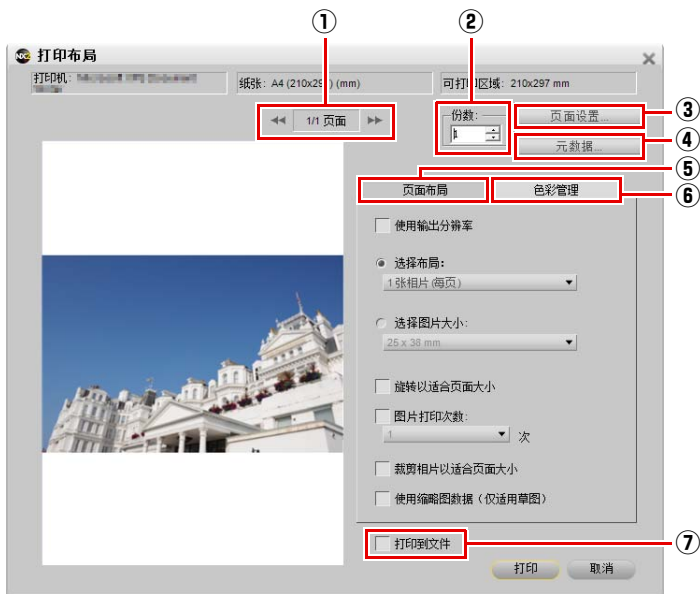 ① ②
打印布局
打印机:
纸张: A4 (210x297) (mm)
可打印区域: 210x297 mm
1/1 页面
份数:
1
页面设置... ③
元数据... ④
⑤
页面布局
色彩管理 ⑥
使用输出分辨率
选择布局:
1张相片(每页)
选择图片大小:
25 x 38 mm
旋转以适合页面大小
图片打印次数:
1 次
裁剪相片以适合页面大小
使用缩略图数据(仅适用草图)
打印到文件 ⑦
打印 取消